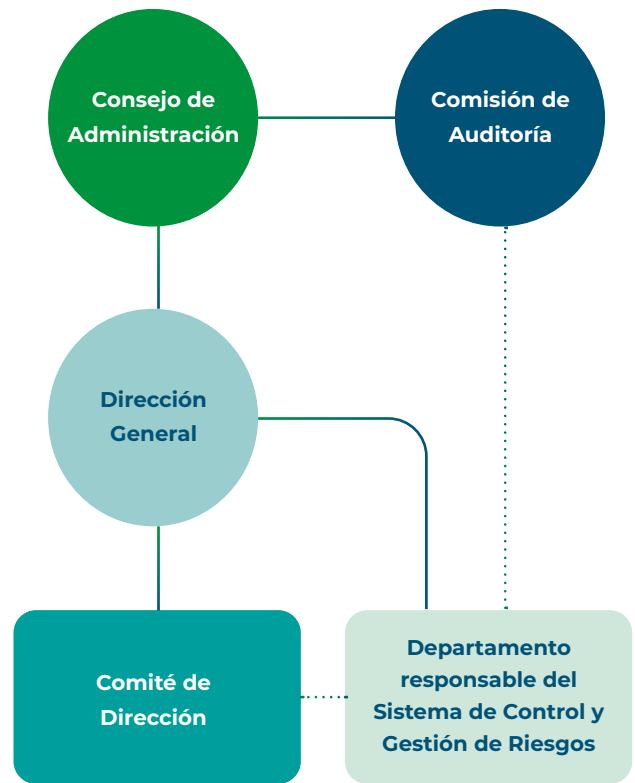 Consejo de
Administración
Comisión de
Auditoría
Dirección
General
Comité de
Dirección
Departamento
responsable del
Sistema de Control y
Gestión de Riesgos